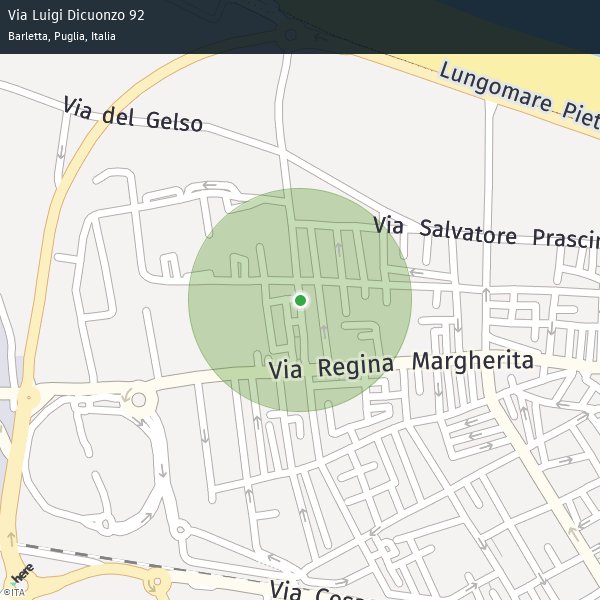 Via Luigi Dicuonzo 92
Barletta, Puglia, Italia
Lungomare Piet
Via del Gelso
Via Salvatore Prascin
Via Regina Margherita
here
©ITA
Via Cesa